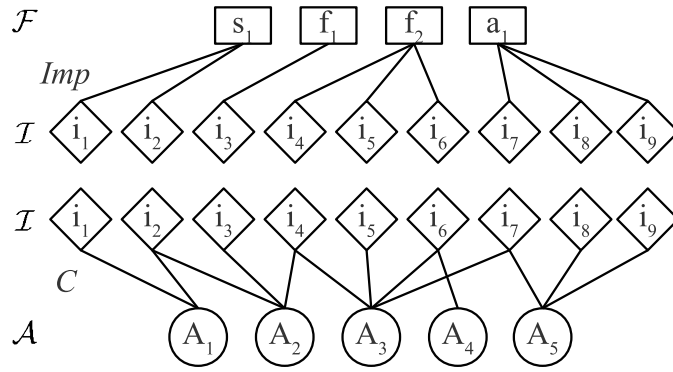 ℱ s₁ f₁ f₂ a₁
Imp
ℐ i₁ i₂ i₃ i₄ i₅ i₆ i₇ i₈ i₉
ℐ i₁ i₂ i₃ i₄ i₅ i₆ i₇ i₈ i₉
C
𝒜 A₁ A₂ A₃ A₄ A₅